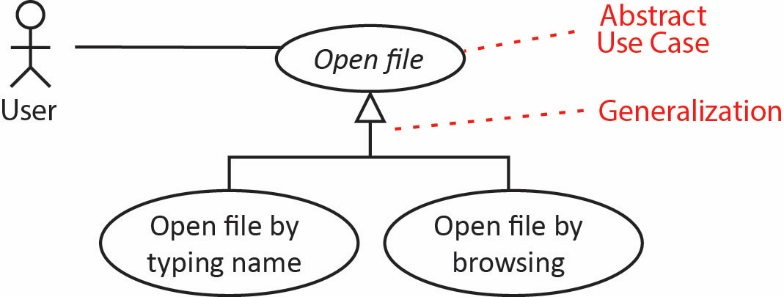 Abstract
Use Case
Open file
User
Generalization
Open file by
typing name
Open file by
browsing